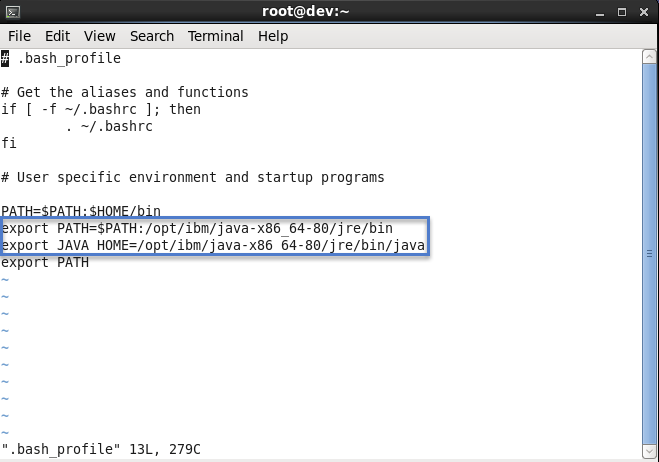 root@dev:~
File Edit View Search Terminal Help
# .bash_profile
# Get the aliases and functions
if [ -f ~/.bashrc ]; then
        . ~/.bashrc
fi
# User specific environment and startup programs
PATH=$PATH:$HOME/bin
export PATH=$PATH:/opt/ibm/java-x86_64-80/jre/bin
export JAVA_HOME=/opt/ibm/java-x86_64-80/jre/bin/java
export PATH
~
~
~
~
~
~
~
~
~
~
".bash_profile" 13L, 279C